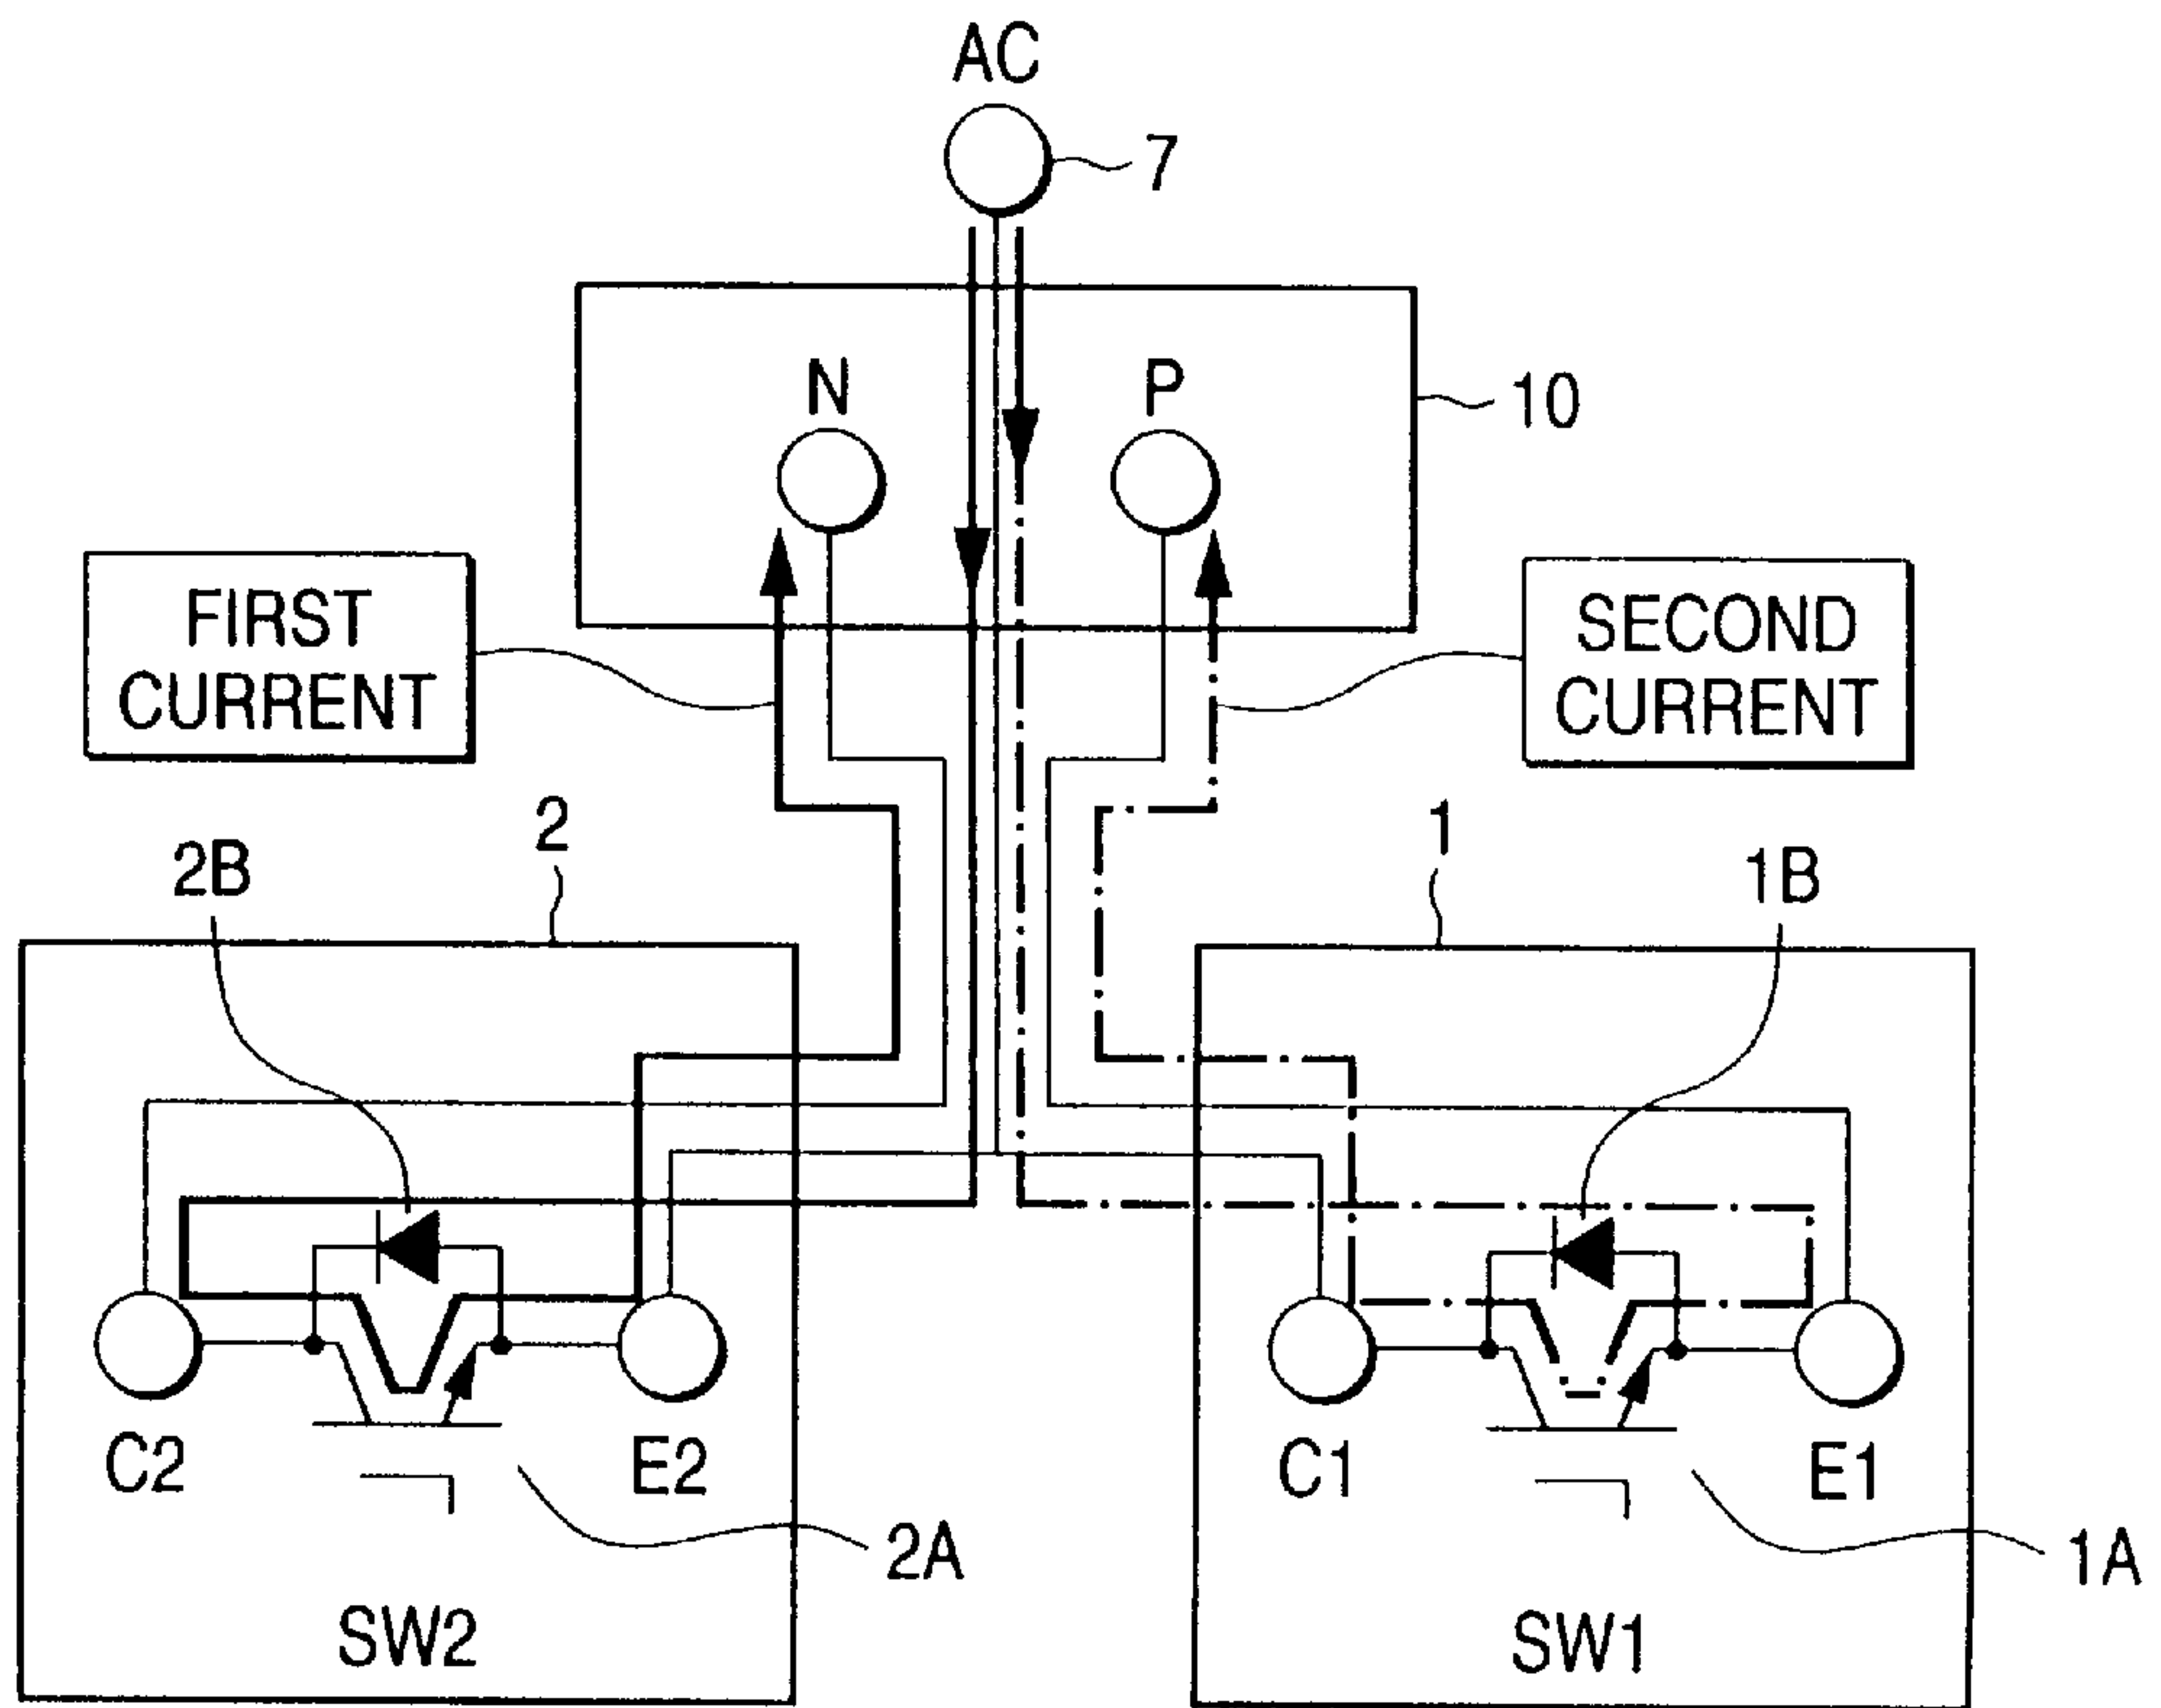 AC
7
N
P
10
FIRST
CURRENT
SECOND
CURRENT
2
1
2B
1B
C2
E2
C1
E1
2A
1A
SW2
SW1